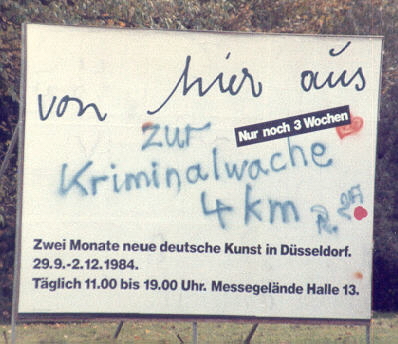 von hier aus
Nur noch 3 Wochen
zur
Kriminalwache
4 km
Zwei Monate neue deutsche Kunst in Düsseldorf.
29.9.-2.12.1984.
Täglich 11.00 bis 19.00 Uhr. Messegelände Halle 13.